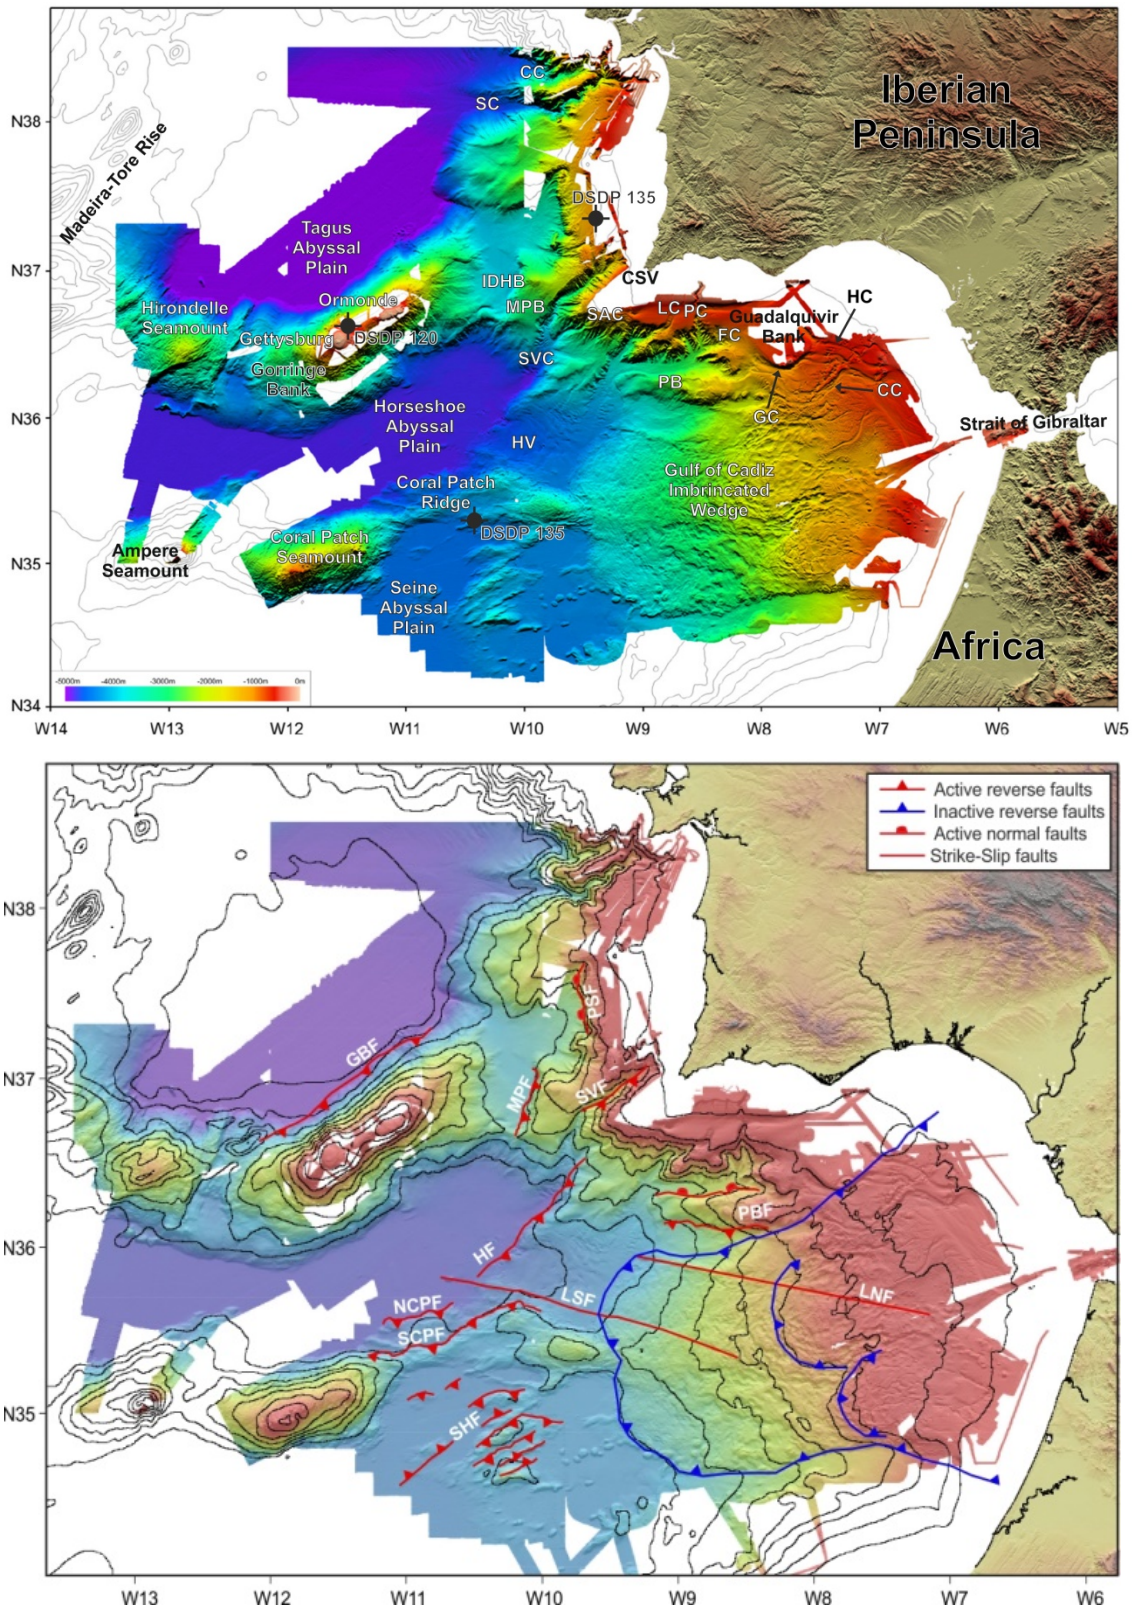 Iberian
Peninsula
CC
SC
N38
Madeira-Tore Rise
DSDP 135
Tagus
Abyssal
Plain
N37
IDHB
CSV
Hirondelle
Seamount
Ormonde
MPB
SAC
LC
PC
HC
Guadalquivir
Bank
Gettysburg
DSDP 120
FC
SVC
Gorringe
Bank
PB
CC
GC
Horseshoe
Abyssal
Plain
N36
Strait of Gibraltar
HV
Gulf of Cadiz
Imbrincated
Wedge
Coral Patch
Ridge
DSDP 135
Coral Patch
Seamount
Ampere
Seamount
N35
Seine
Abyssal
Plain
Africa
-5000m
-4000m
-3000m
-2000m
-1000m
0m
N34
W14
W13
W12
W11
W10
W9
W8
W7
W6
W5
Active reverse faults
Inactive reverse faults
Active normal faults
Strike-Slip faults
N38
PSF
GBF
N37
MPF
SVF
PBF
N36
HF
LSF
LNF
NCPF
SCPF
N35
SHF
W13
W12
W11
W10
W9
W8
W7
W6